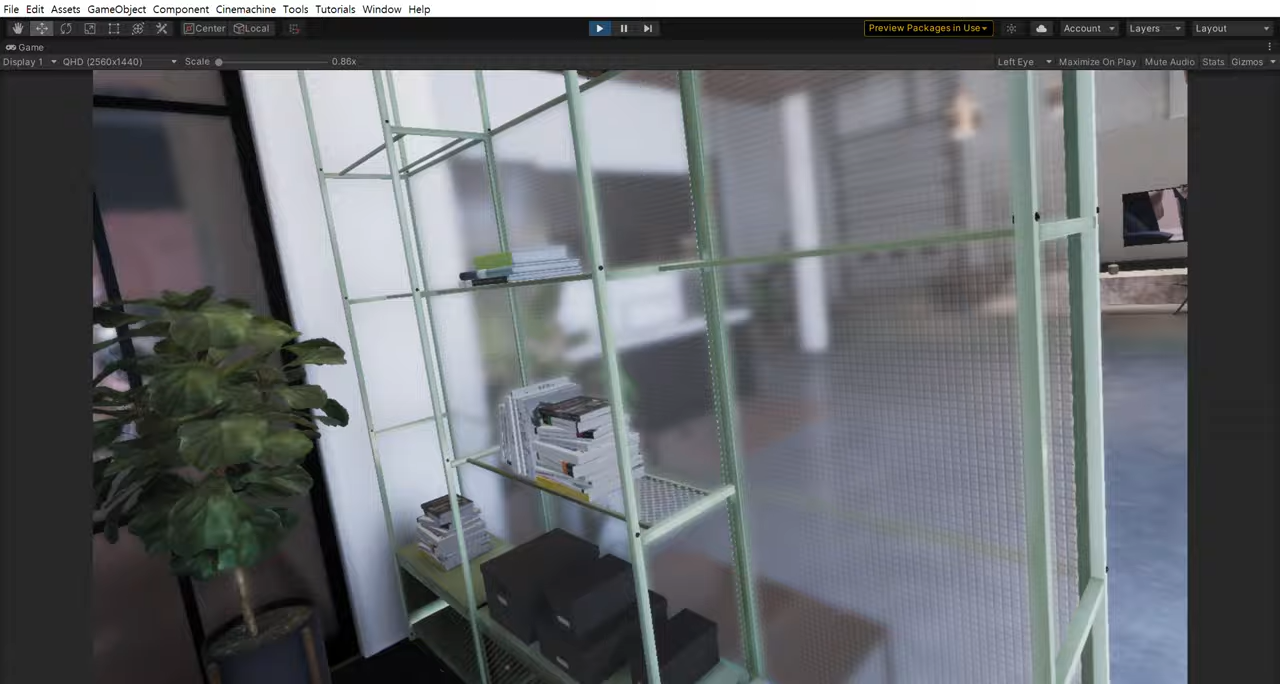 File Edit Assets GameObject Component Cinemachine Tools Tutorials Window Help
Center Local Preview Packages in Use Account Layers Layout
Game
Display 1 QHD (2560x1440) Scale 0.86x Left Eye Maximize On Play Mute Audio Stats Gizmos